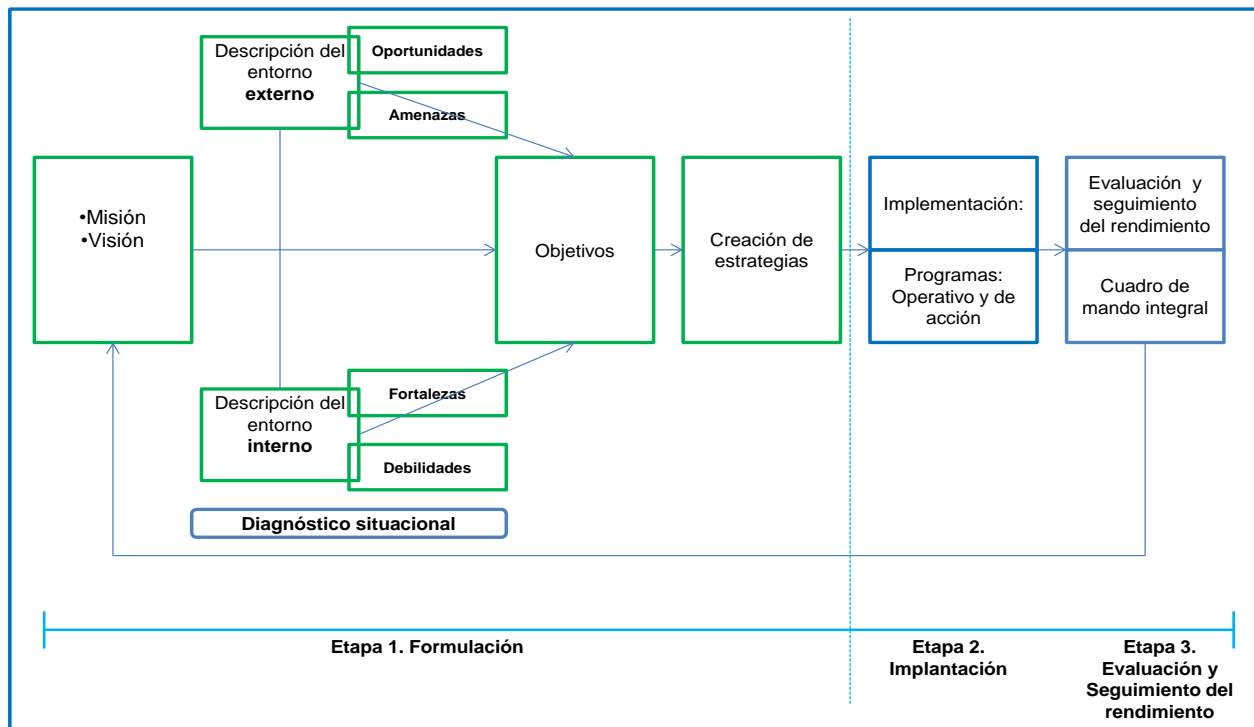 Descripción del
entorno
externo
Oportunidades
Amenazas
•Misión
•Visión
Objetivos
Creación de
estrategias
Implementación:
Programas:
Operativo y de
acción
Evaluación y
seguimiento
del rendimiento
Cuadro de
mando integral
Descripción del
entorno
interno
Fortalezas
Debilidades
Diagnóstico situacional
Etapa 1. Formulación
Etapa 2.
Implantación
Etapa 3.
Evaluación y
Seguimiento del
rendimiento